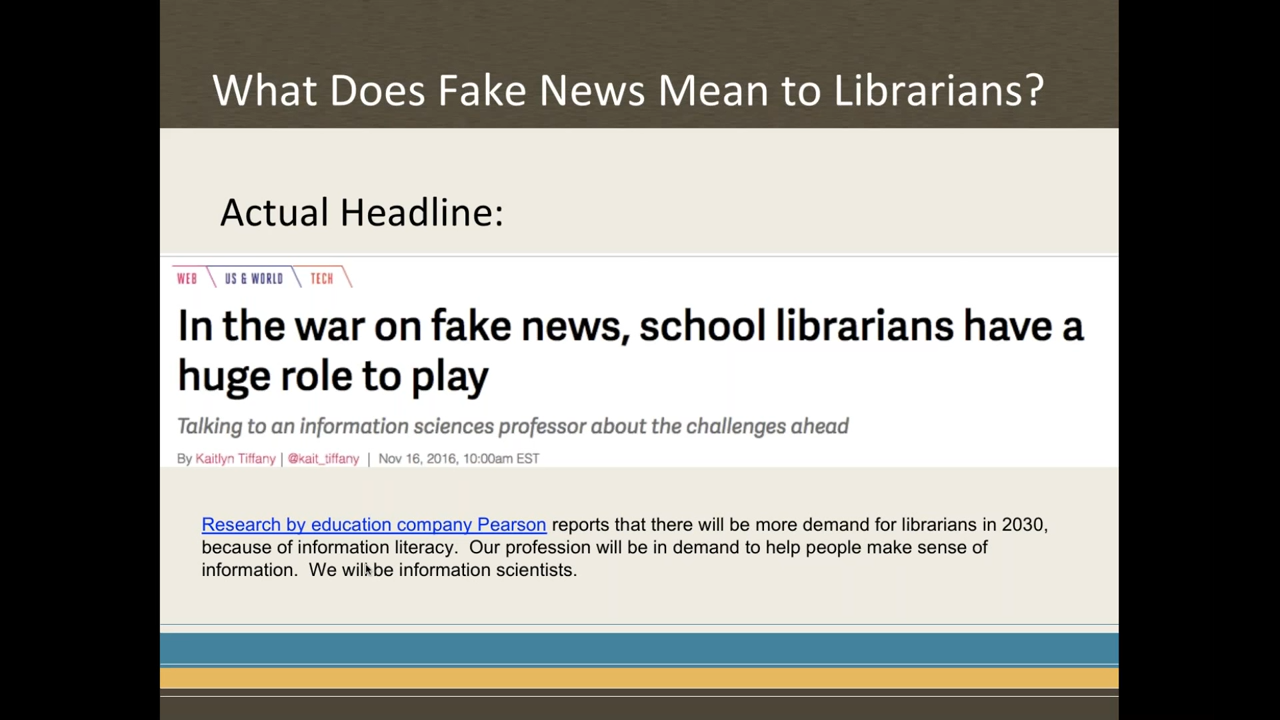 What Does Fake News Mean to Librarians?
Actual Headline:
WEB US & WORLD TECH
In the war on fake news, school librarians have a
huge role to play
Talking to an information sciences professor about the challenges ahead
By Kaitlyn Tiffany | @kait_tiffany | Nov 16, 2016, 10:00am EST
Research by education company Pearson reports that there will be more demand for librarians in 2030,
because of information literacy.  Our profession will be in demand to help people make sense of
information.  We will be information scientists.